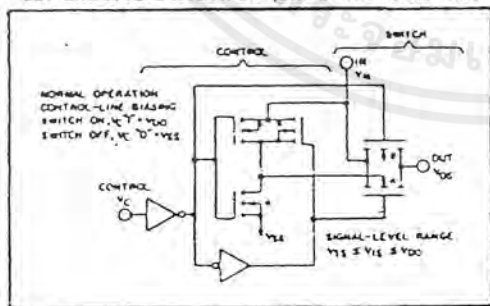 SWITCH
CONTROL
IN
NORMAL OPERATION
CONTROL-LINE BIASING
SWITCH ON, VC "1" = VDD
SWITCH OFF, VC "0" = VSS
CONTROL
VC
OUT
VOS
VSS
SIGNAL-LEVEL RANGE
VSS ≤ VIS ≤ VDD